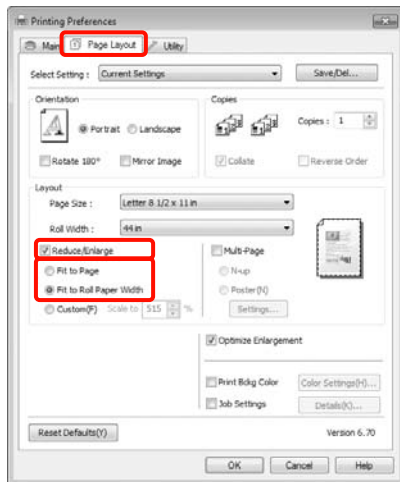 Printing Preferences
Main Page Layout Utility
Select Setting : Current Settings Save/Del...
Orientation
Portrait Landscape
Rotate 180° Mirror Image
Copies
Copies : 1
Collate Reverse Order
Layout
Page Size : Letter 8 1/2 x 11 in
Roll Width : 44 in
Reduce/Enlarge
Fit to Page
Fit to Roll Paper Width
Custom(F) Scale to 515 %
Multi-Page
N-up
Poster(N)
Settings...
Optimize Enlargement
Print Bckg Color Color Settings(H)...
Job Settings Details(K)...
Reset Defaults(Y) Version 6.70
OK Cancel Help